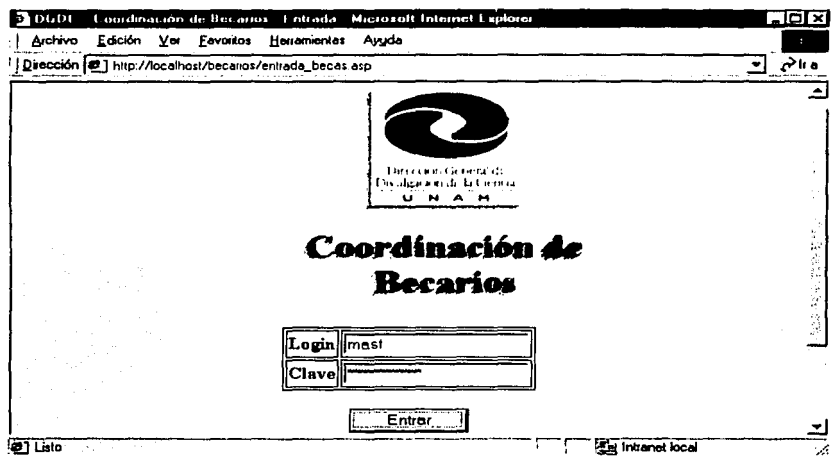 DGDC Coordinación de Becarios Entrada Microsoft Internet Explorer
Archivo Edición Ver Favoritos Herramientas Ayuda
Dirección http://localhost/becarios/entrada_becas.asp Ir a
Dirección General de
Divulgación de la Ciencia
UNAM
Coordinación de
Becarios
Login mast
Clave ***************
Entrar
Listo Intranet local